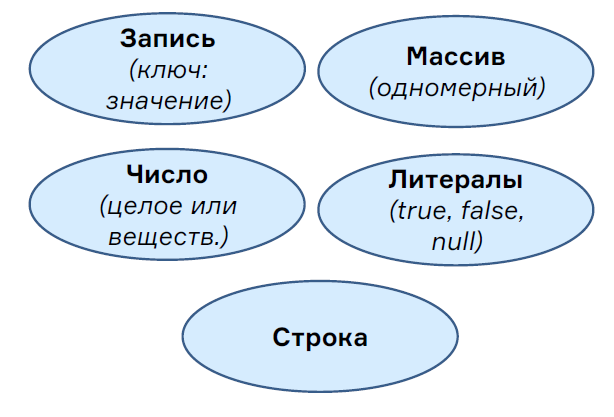 Запись
(ключ:
значение)
Массив
(одномерный)
Число
(целое или
веществ.)
Литералы
(true, false,
null)
Строка